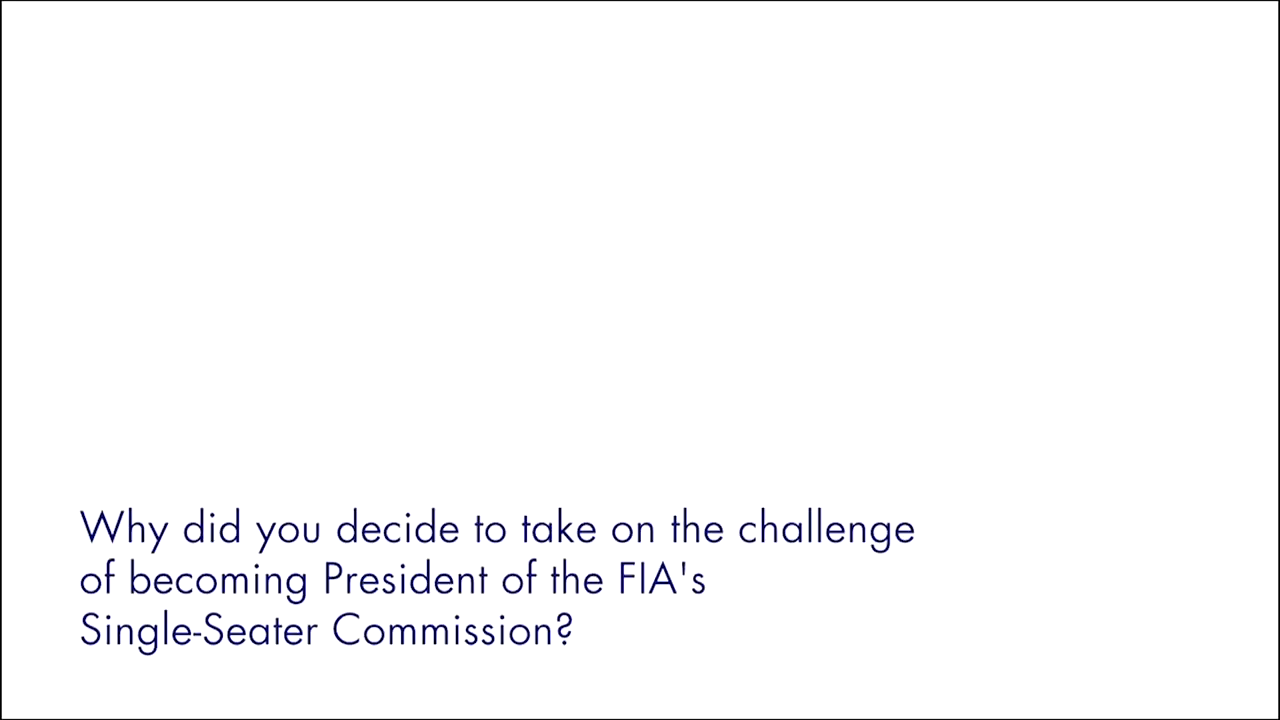 Why did you decide to take on the challenge
of becoming President of the FIA's
Single-Seater Commission?